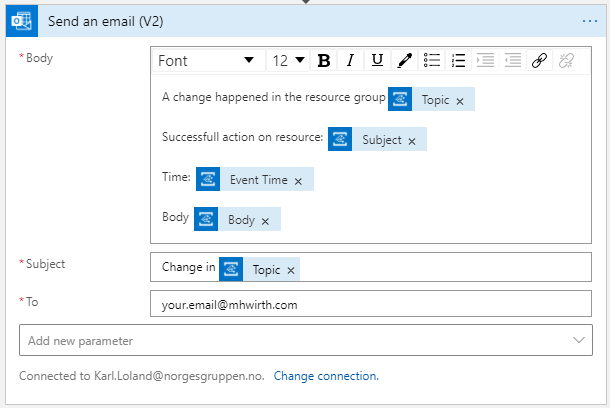 Send an email (V2)
...
* Body
Font 12 B I U
A change happened in the resource group Topic ×
Successfull action on resource: Subject ×
Time: Event Time ×
Body Body ×
* Subject Change in Topic ×
* To your.email@mhwirth.com
Add new parameter
Connected to Karl.Loland@norgesgruppen.no. Change connection.